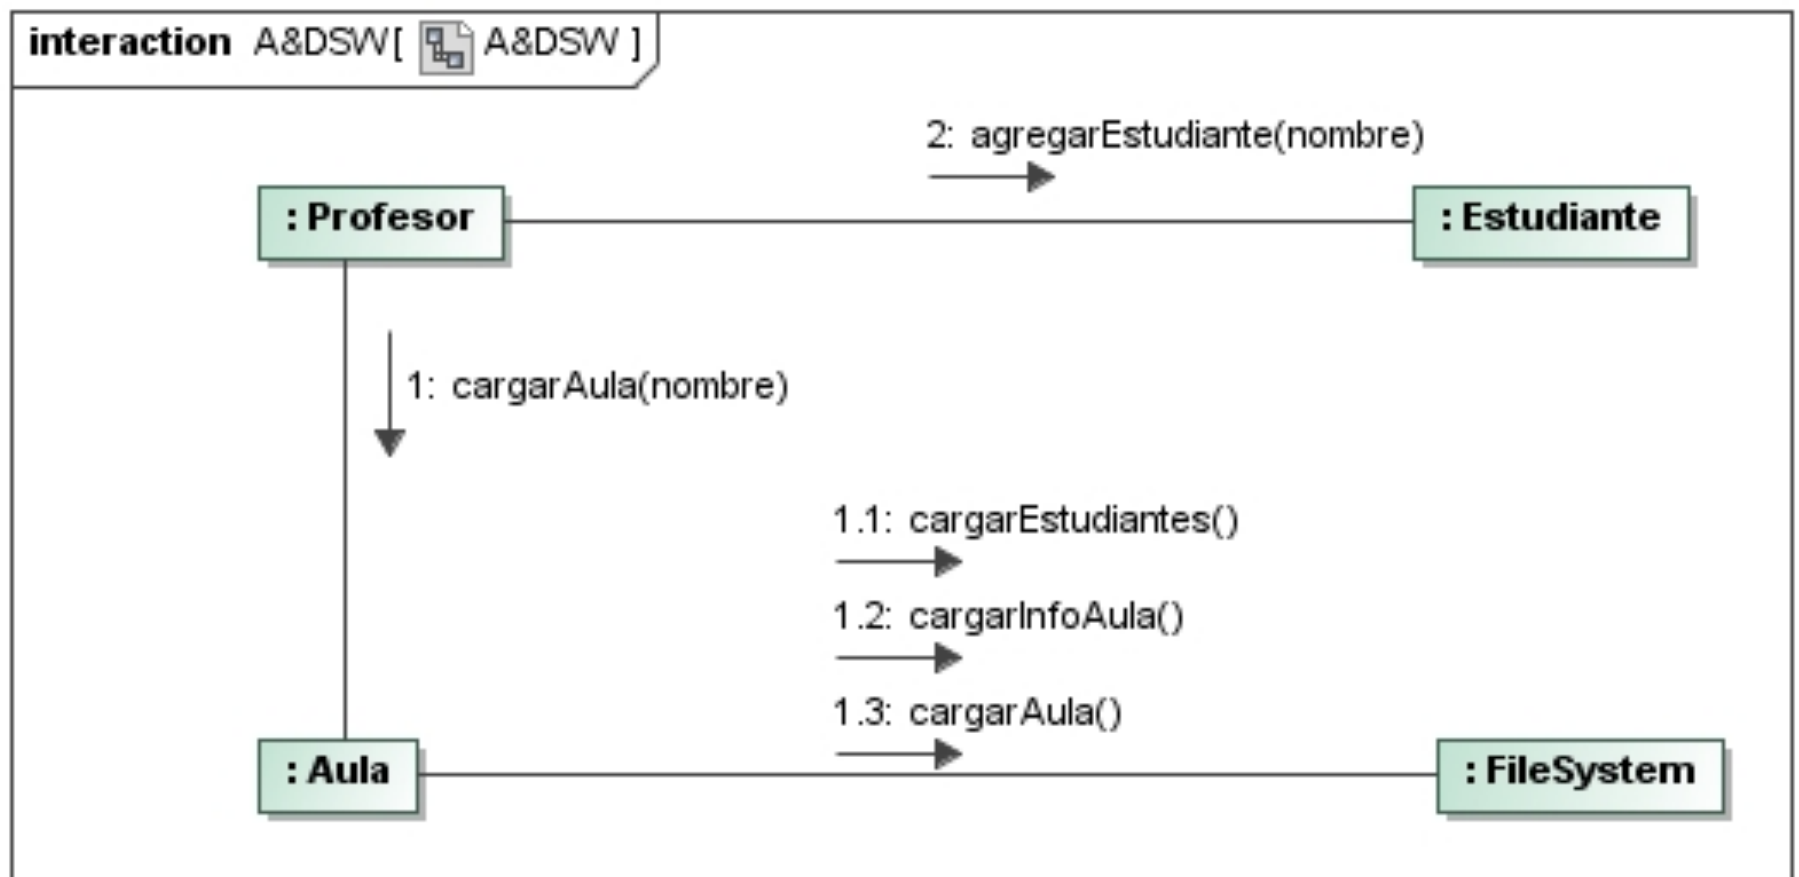 interaction A&DSW[ A&DSW ]
2: agregarEstudiante(nombre)
: Profesor
: Estudiante
1: cargarAula(nombre)
1.1: cargarEstudiantes()
1.2: cargarInfoAula()
1.3: cargarAula()
: Aula
: FileSystem